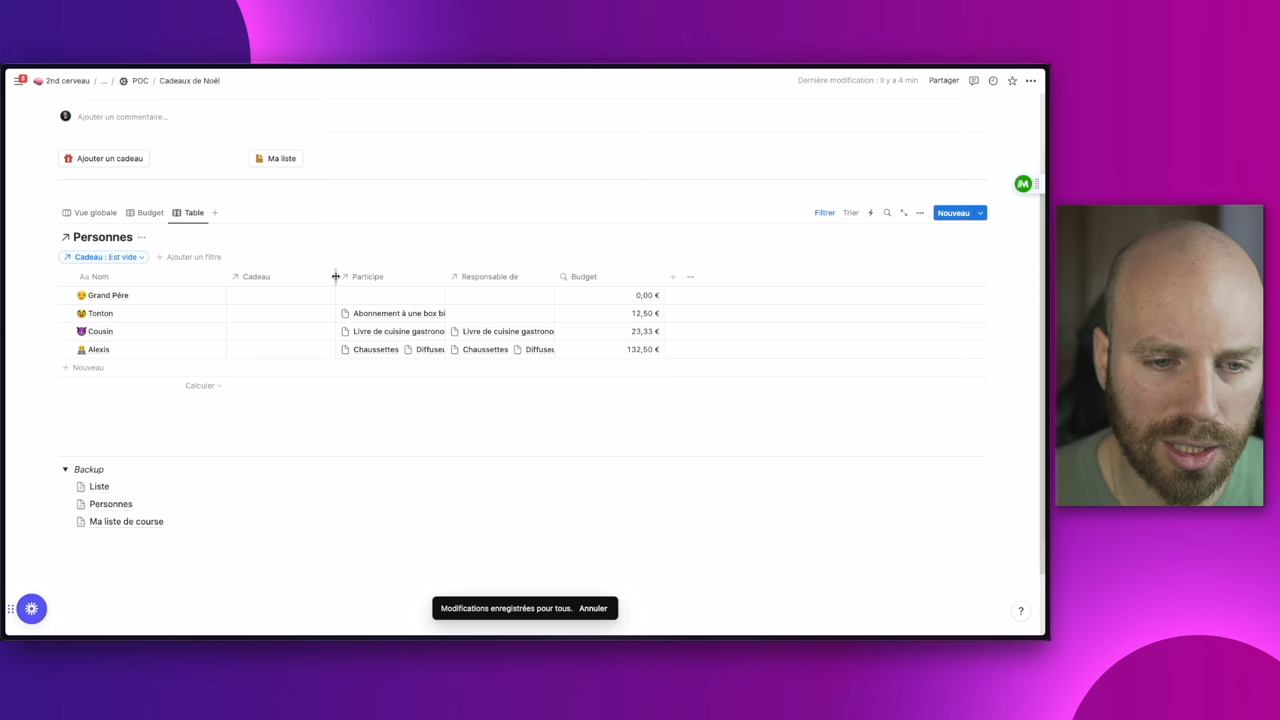 3
2nd cerveau / ... / POC / Cadeaux de Noël
Dernière modification : Il y a 4 min
Partager
Ajouter un commentaire...
Ajouter un cadeau
Ma liste
Vue globale
Budget
Table
Filtrer
Trier
Nouveau
Personnes
Cadeau : Est vide
Ajouter un filtre
Aa Nom
Cadeau
Participe
Responsable de
Budget
Grand Père
0,00 €
Tonton
Abonnement à une box bi
12,50 €
Cousin
Livre de cuisine gastrono
Livre de cuisine gastrono
23,33 €
Alexis
Chaussettes
Diffuseu
Chaussettes
Diffuseu
132,50 €
Nouveau
Calculer
Backup
Liste
Personnes
Ma liste de course
Modifications enregistrées pour tous. Annuler
?